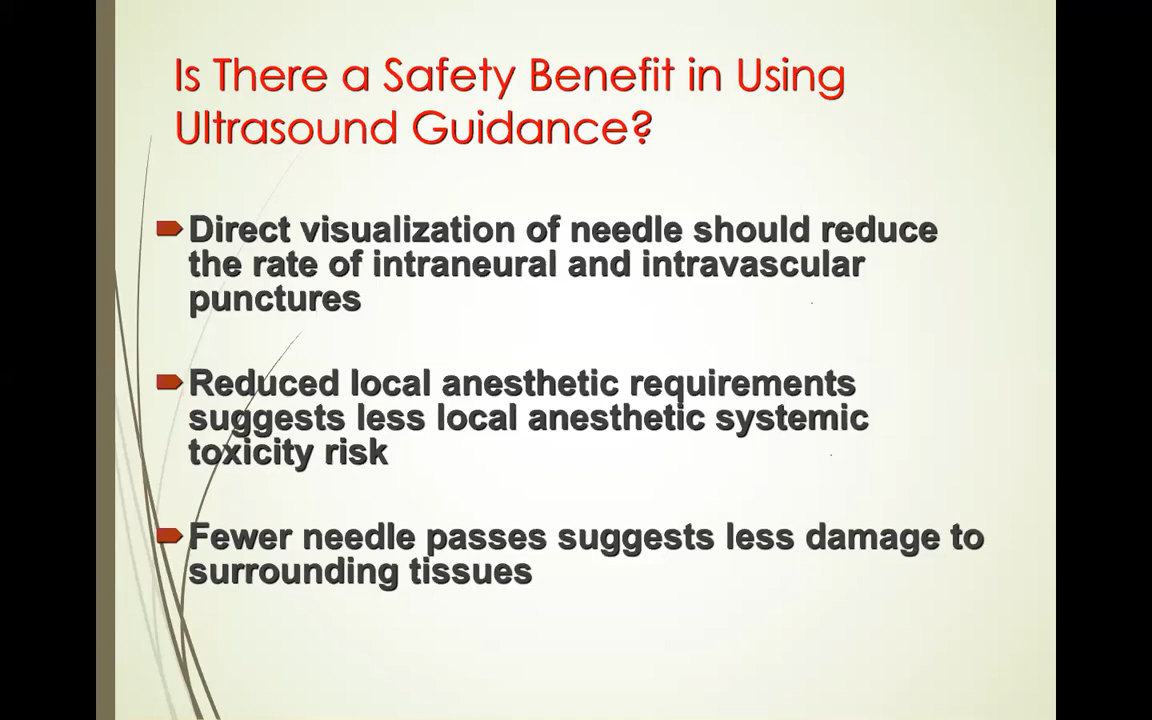 Is There a Safety Benefit in Using
Ultrasound Guidance?
Direct visualization of needle should reduce
the rate of intraneural and intravascular
punctures
Reduced local anesthetic requirements
suggests less local anesthetic systemic
toxicity risk
Fewer needle passes suggests less damage to
surrounding tissues